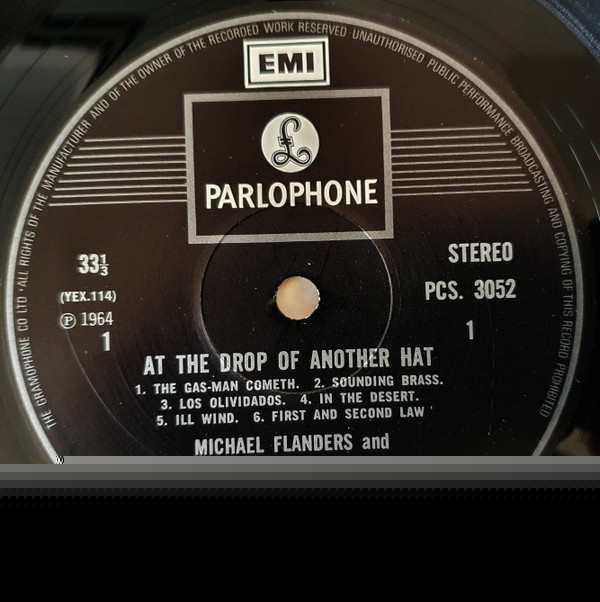 THE GRAMOPHONE CO LTD · ALL RIGHTS OF THE MANUFACTURER AND OF THE OWNER OF THE RECORDED WORK RESERVED UNAUTHORISED PUBLIC PERFORMANCE BROADCASTING AND COPYING OF THIS RECORD PROHIBITED
EMI
£
PARLOPHONE
33⅓
STEREO
(YEX.114)
PCS. 3052
℗ 1964
1
1
AT THE DROP OF ANOTHER HAT
1. THE GAS-MAN COMETH. 2. SOUNDING BRASS.
3. LOS OLIVIDADOS. 4. IN THE DESERT.
5. ILL WIND. 6. FIRST AND SECOND LAW
MICHAEL FLANDERS and